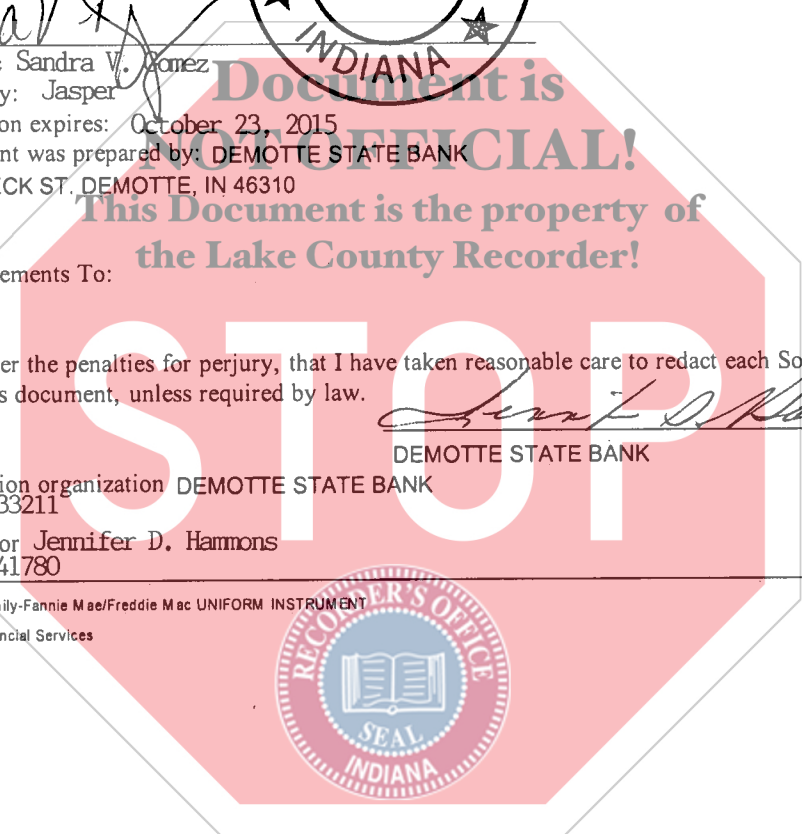 INDIANA
: Sandra V. Gomez
y: Jasper
on expires: October 23, 2015
nt was prepared by: DEMOTTE STATE BANK
ECK ST. DEMOTTE, IN 46310
Document is
NOT OFFICIAL!
This Document is the property of
the Lake County Recorder!
ements To:
STOP
er the penalties for perjury, that I have taken reasonable care to redact each So
s document, unless required by law.
DEMOTTE STATE BANK
ion organization DEMOTTE STATE BANK
33211
or Jennifer D. Hammons
41780
ily-Fannie Mae/Freddie Mac UNIFORM INSTRUMENT
ncial Services
RECORDER'S OFFICE
SEAL
INDIANA